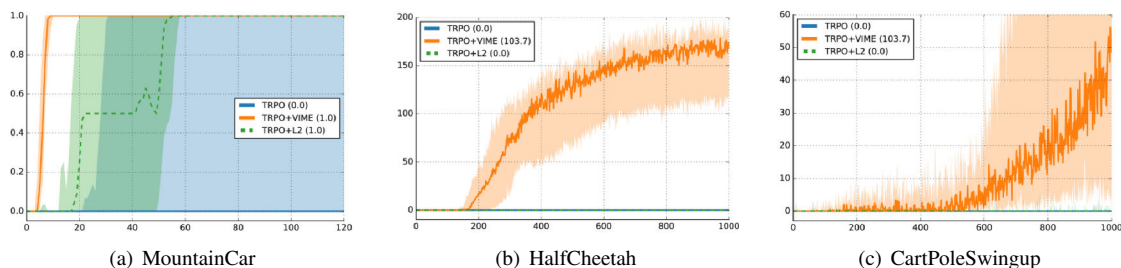 1.0
0.8
0.6
0.4
0.2
0.0
0 20 40 60 80 100 120
TRPO (0.0)
TRPO+VIME (1.0)
TRPO+L2 (1.0)
(a) MountainCar
200
150
100
50
0
0 200 400 600 800 1000
TRPO (0.0)
TRPO+VIME (103.7)
TRPO+L2 (0.0)
(b) HalfCheetah
60
50
40
30
20
10
0
0 200 400 600 800 1000
TRPO (0.0)
TRPO+VIME (103.7)
TRPO+L2 (0.0)
(c) CartPoleSwingup